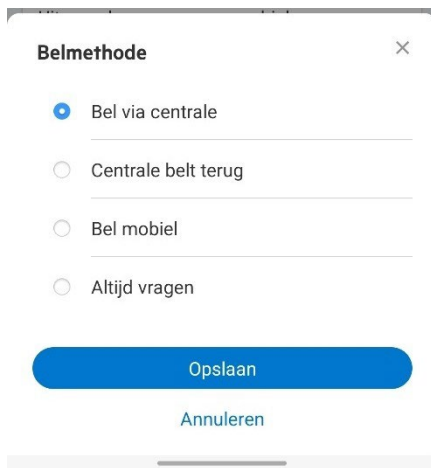 Belmethode
Bel via centrale
Centrale belt terug
Bel mobiel
Altijd vragen
Opslaan
Annuleren